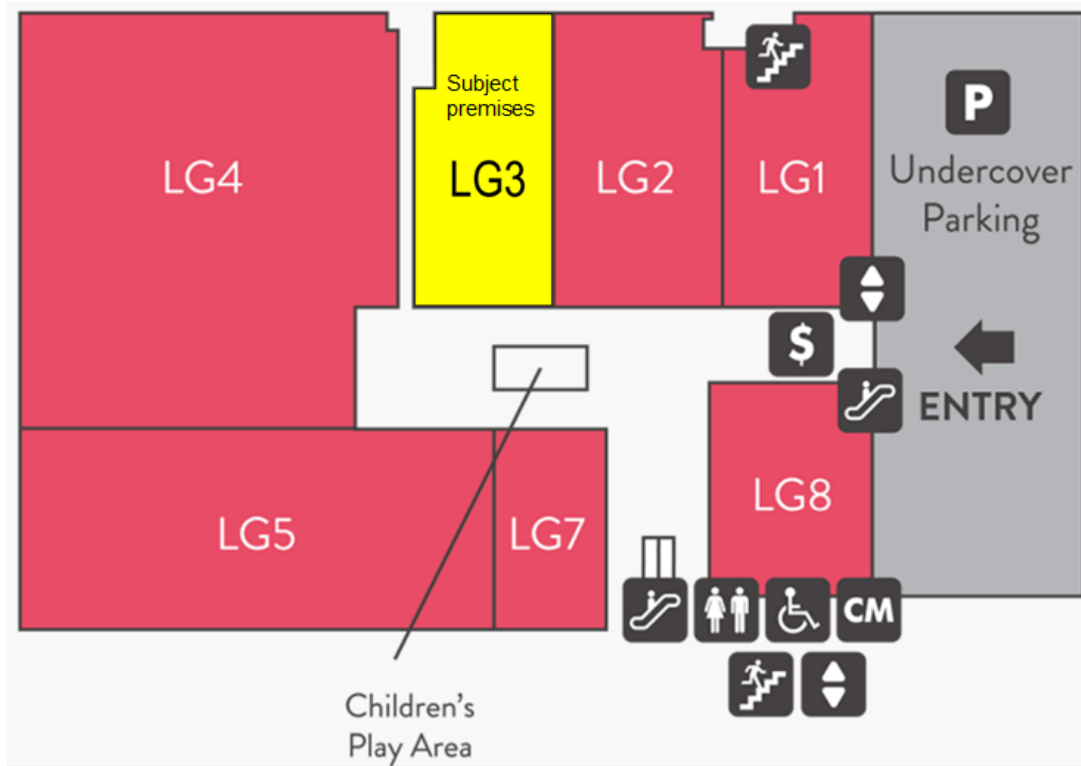 Subject
premises
LG4
LG3
LG2
LG1
P
Undercover
Parking
$
ENTRY
LG8
LG5
LG7
CM
Children's
Play Area